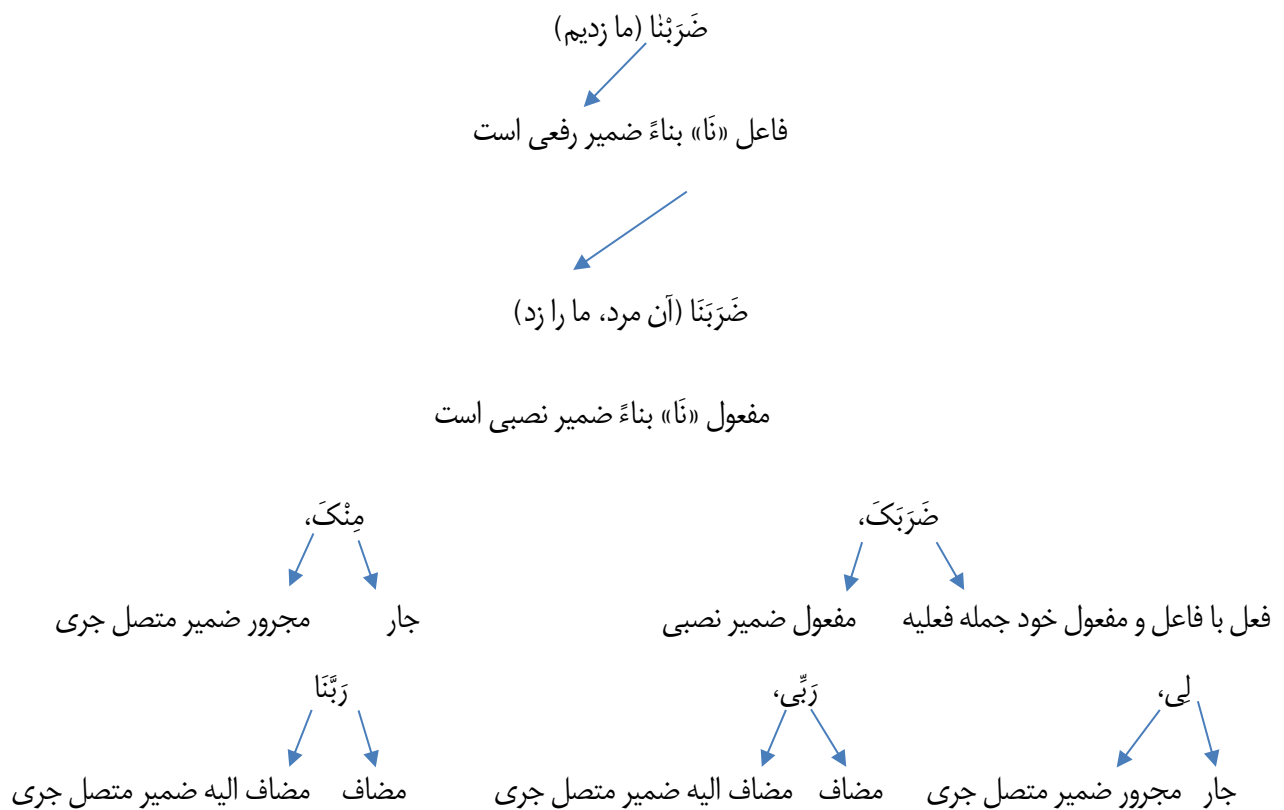 ضَرَبْنٰا (ما زدیم)
فاعل «نَا» بناءً ضمیر رفعی است
ضَرَبَنَا (آن مرد، ما را زد)
مفعول «نَا» بناءً ضمیر نصبی است
ضَرَبَکَ، مِنْکَ،
فعل با فاعل و مفعول خود جمله فعلیه مفعول ضمیر نصبی جار مجرور ضمیر متصل جری
لِی، رَبِّی، رَبَّنَا
جار مجرور ضمیر متصل جری مضاف مضاف الیه ضمیر متصل جری مضاف مضاف الیه ضمیر متصل جری